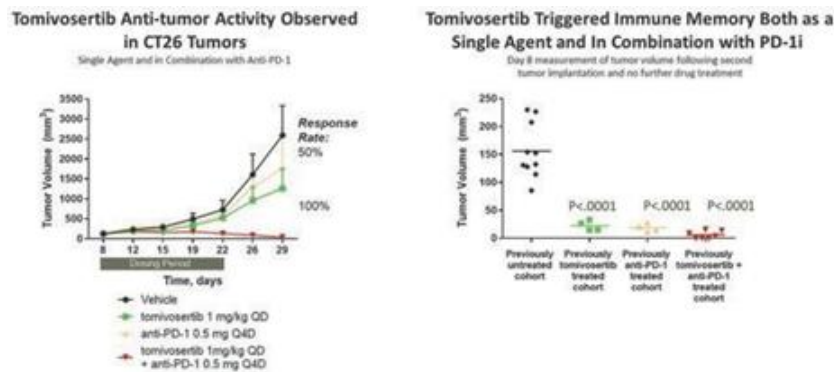 Tomivosertib Anti-tumor Activity Observed
in CT26 Tumors
Single Agent and in Combination with Anti-PD-1
Tumor Volume (mm³)
3500
3000
2500
2000
1500
1000
500
0
8 12 15 19 22 26 29
Dosing Period
Time, days
Response
Rate:
50%
100%
Vehicle
tomivosertib 1 mg/kg QD
anti-PD-1 0.5 mg Q4D
tomivosertib 1mg/kg QD
+ anti-PD-1 0.5 mg Q4D
Tomivosertib Triggered Immune Memory Both as a
Single Agent and In Combination with PD-1i
Day 8 measurement of tumor volume following second
tumor implantation and no further drug treatment
Tumor Volume (mm³)
250
200
150
100
50
0
P<.0001 P<.0001 P<.0001
Previously
untreated
cohort
Previously
tomivosertib
treated
cohort
Previously
anti-PD-1
treated
cohort
Previously
tomivosertib +
anti-PD-1
treated
cohort